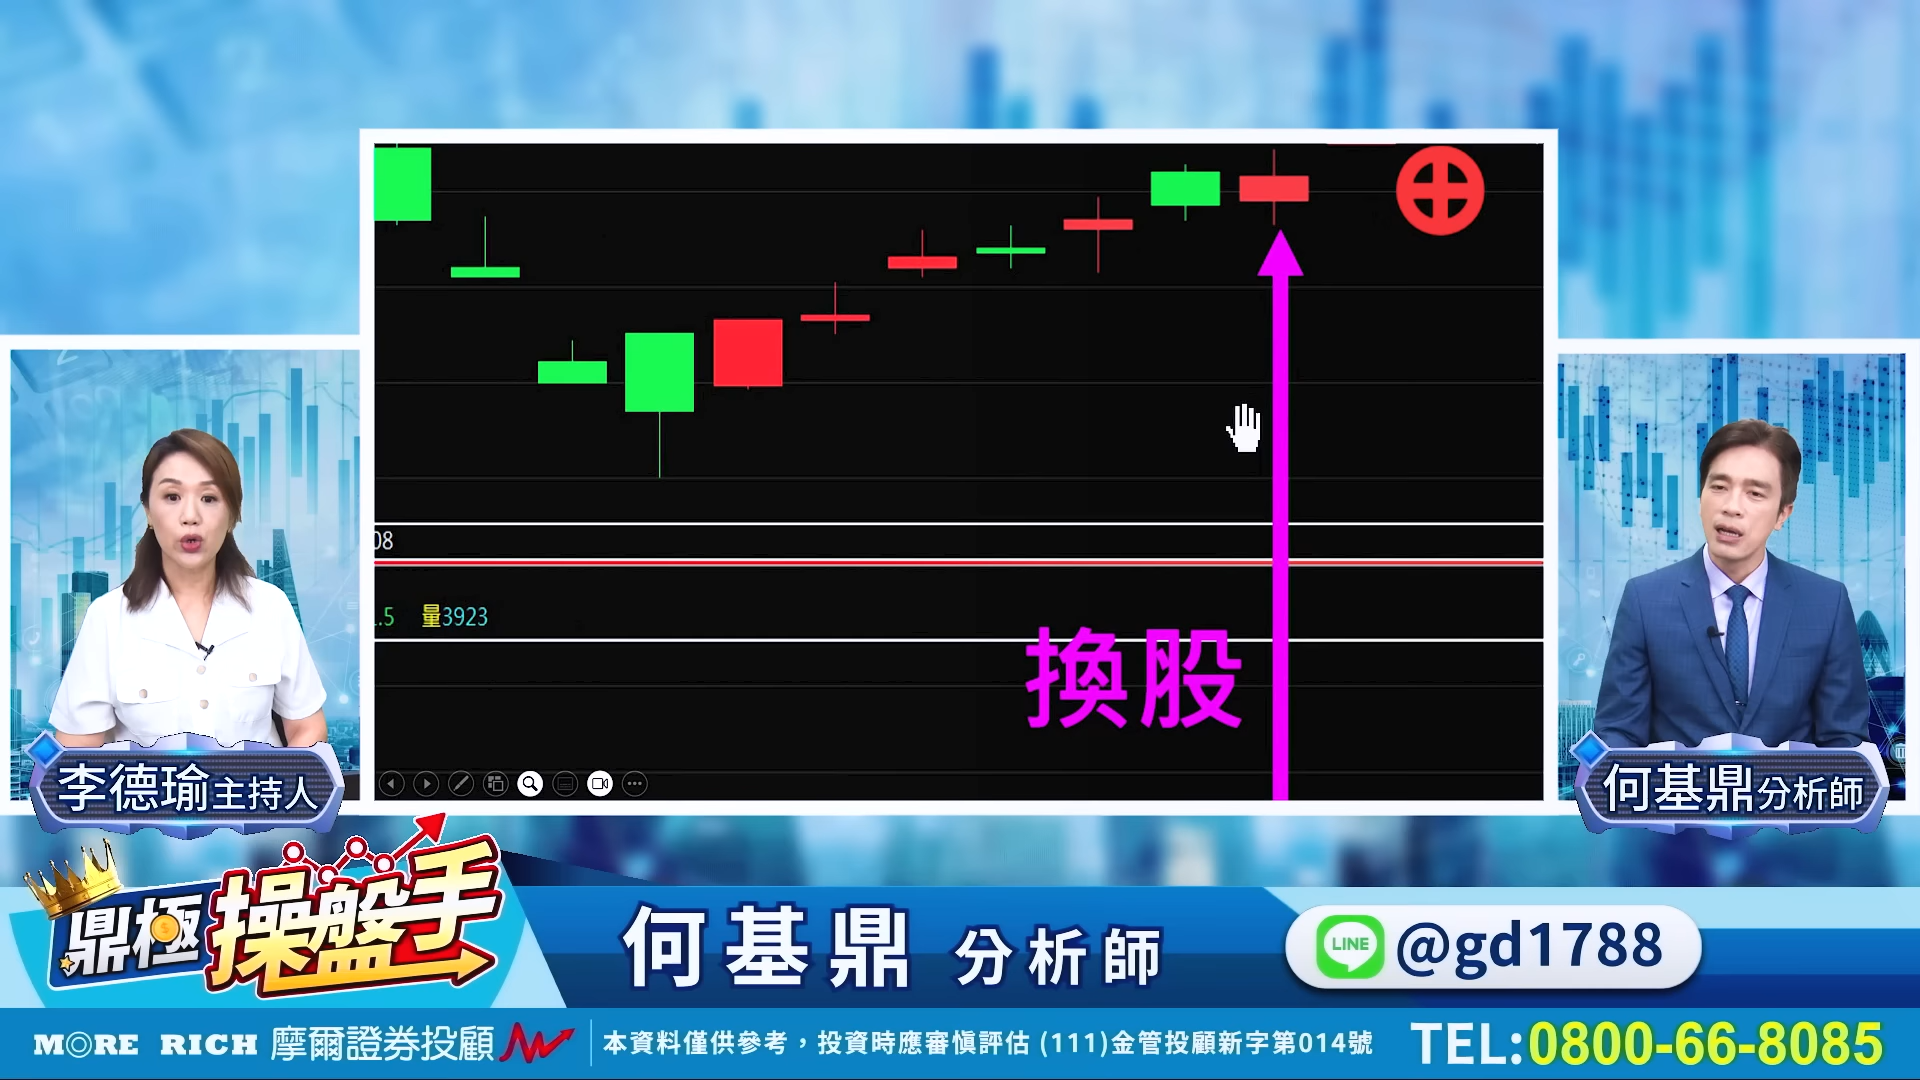 08
.5 量3923
換股
李德瑜主持人
何基鼎分析師
鼎極操盤手
何基鼎 分析師
LINE @gd1788
MORE RICH 摩爾證券投顧
本資料僅供參考,投資時應審慎評估 (111)金管投顧新字第014號
TEL:0800-66-8085